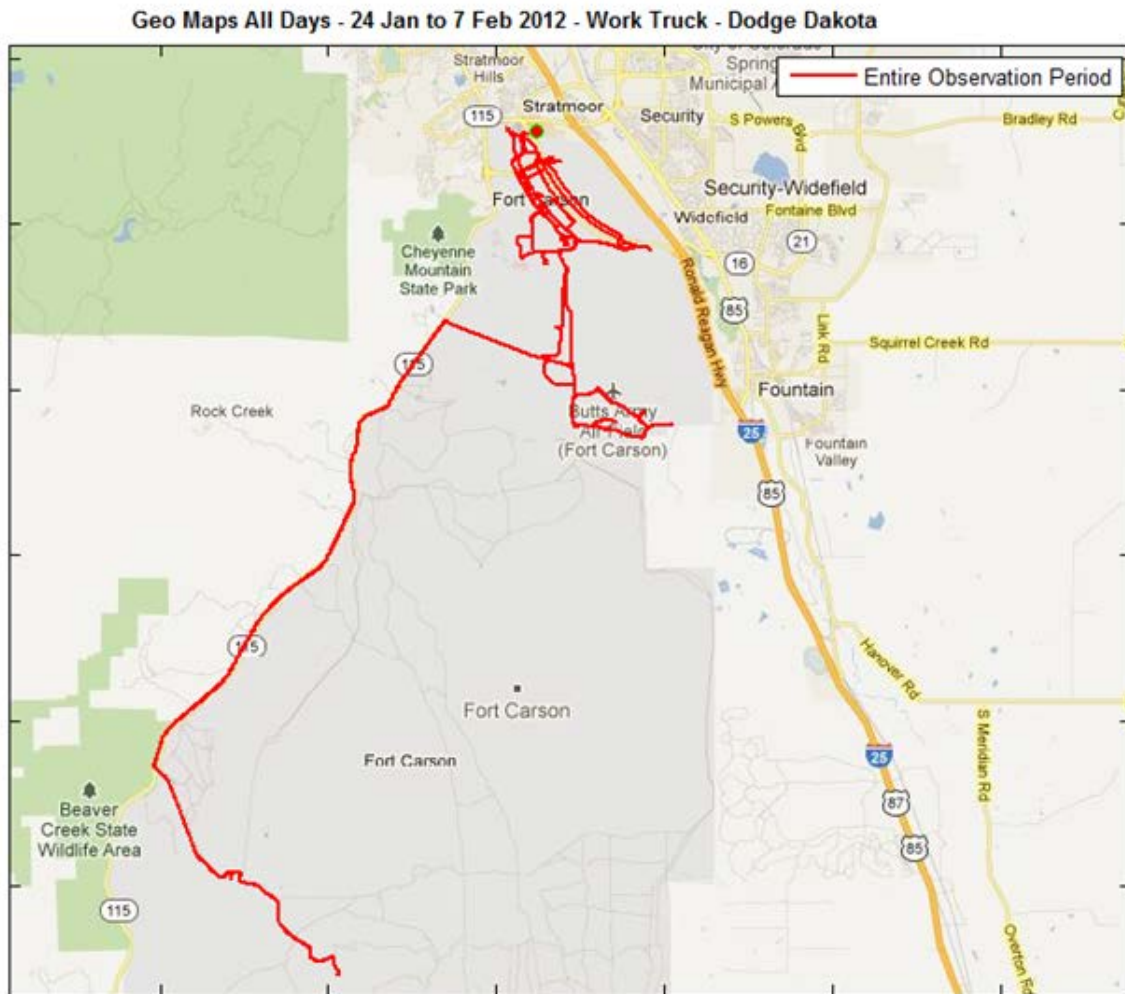 Geo Maps All Days - 24 Jan to 7 Feb 2012 - Work Truck - Dodge Dakota
Entire Observation Period
City of Colorado
Spring
Municipal A
Stratmoor
Hills
115
Stratmoor
Security
S Powers
Blvd
Bradley Rd
Security-Widefield
Fort Carson
Widefield
Fontaine Blvd
21
16
Cheyenne
Mountain
State Park
85
Ronald Reagan Hwy
Link Rd
Squirrel Creek Rd
115
Rock Creek
Fountain
Butts Army
Air Field
(Fort Carson)
25
Fountain
Valley
85
115
Hanover Rd
Fort Carson
S Meridian Rd
Fort Carson
25
87
85
Beaver
Creek State
Wildlife Area
115
Overton Rd